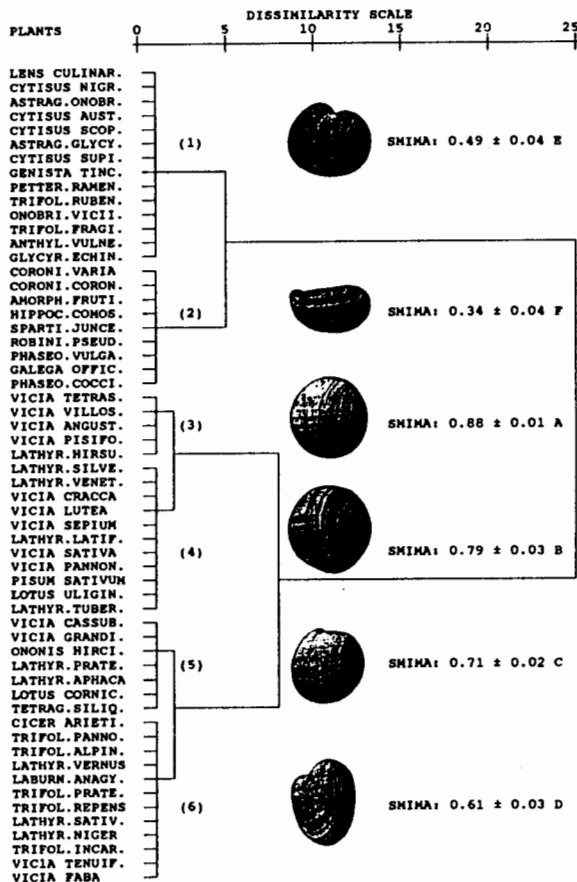 DISSIMILARITY SCALE
PLANTS 0 5 10 15 20 25
LENS CULINAR.
CYTISUS NIGR.
ASTRAG.ONOBR.
CYTISUS AUST.
CYTISUS SCOP.
(1) SMIMA: 0.49 ± 0.04 E
ASTRAG.GLYCY.
CYTISUS SUPI.
GENISTA TINC.
PETTER.RAMEN.
TRIFOL.RUBEN.
ONOBRI.VICII.
TRIFOL.FRAGI.
ANTHYL.VULNE.
GLYCYR.ECHIN.
CORONI.VARIA
CORONI.CORON.
AMORPH.FRUTI.
HIPPOC.COMOS.
(2) SMIMA: 0.34 ± 0.04 F
SPARTI.JUNCE.
ROBINI.PSEUD.
PHASEO.VULGA.
GALEGA OFFIC.
PHASEO.COCCI.
VICIA TETRAS.
VICIA VILLOS.
VICIA ANGUST.
(3) SMIMA: 0.88 ± 0.01 A
VICIA PISIFO.
LATHYR.HIRSU.
LATHYR.SILVE.
LATHYR.VENET.
VICIA CRACCA
VICIA LUTEA
VICIA SEPIUM
LATHYR.LATIF.
VICIA SATIVA
(4) SMIMA: 0.79 ± 0.03 B
VICIA PANNON.
PISUM SATIVUM
LOTUS ULIGIN.
LATHYR.TUBER.
VICIA CASSUB.
VICIA GRANDI.
ONONIS HIRCI.
LATHYR.PRATE.
(5) SMIMA: 0.71 ± 0.02 C
LATHYR.APHACA
LOTUS CORNIC.
TETRAG.SILIQ.
CICER ARIETI.
TRIFOL.PANNO.
TRIFOL.ALPIN.
LATHYR.VERNUS
LABURN.ANAGY.
TRIFOL.PRATE.
TRIFOL.REPENS
(6) SMIMA: 0.61 ± 0.03 D
LATHYR.SATIV.
LATHYR.NIGER
TRIFOL.INCAR.
VICIA TENUIF.
VICIA FABA